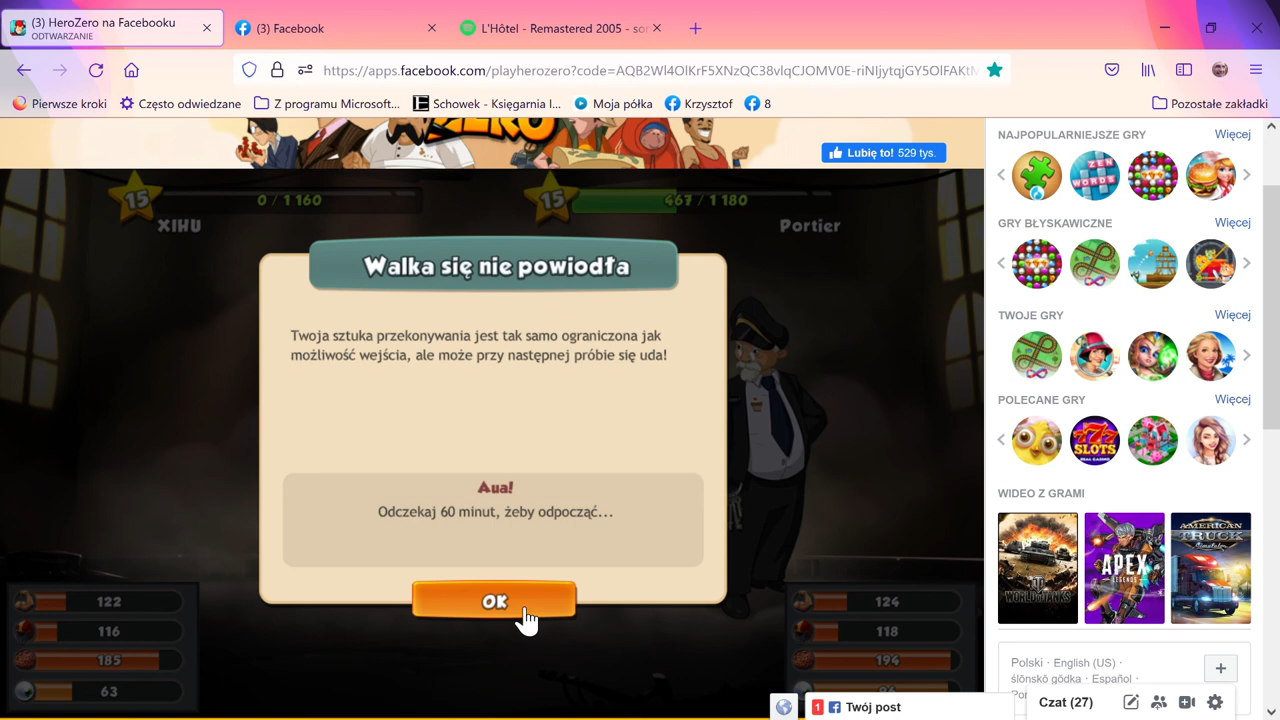 (3) HeroZero na Facebooku
ODTWARZANIE
(3) Facebook
L'Hôtel - Remastered 2005 - so
https://apps.facebook.com/playherozero?code=AQB2Wl4OlKrF5XNzQC38vlqCJOMV0E-riNIjytqjGY5OlFAKtM
Pierwsze kroki
Często odwiedzane
Z programu Microsoft...
Schowek - Księgarnia I...
Moja półka
Krzysztof
8
Pozostałe zakładki
Lubię to! 529 tys.
15
0 / 1 160
XIHU
15
467 / 1 180
Portier
Walka się nie powiodła
Twoja sztuka przekonywania jest tak samo ograniczona jak
możliwość wejścia, ale może przy następnej próbie się uda!
Aua!
Odczekaj 60 minut, żeby odpocząć...
OK
122
116
185
63
124
118
194
NAJPOPULARNIEJSZE GRY
Więcej
ZEN
WORDS
GRY BŁYSKAWICZNE
Więcej
TWOJE GRY
Więcej
POLECANE GRY
Więcej
777
SLOTS
WIDEO Z GRAMI
WORLD OF TANKS
APEX
LEGENDS
AMERICAN
TRUCK
Simulator
Polski · English (US) ·
ślōnskŏ gŏdka · Español ·
1
Twój post
Czat (27)